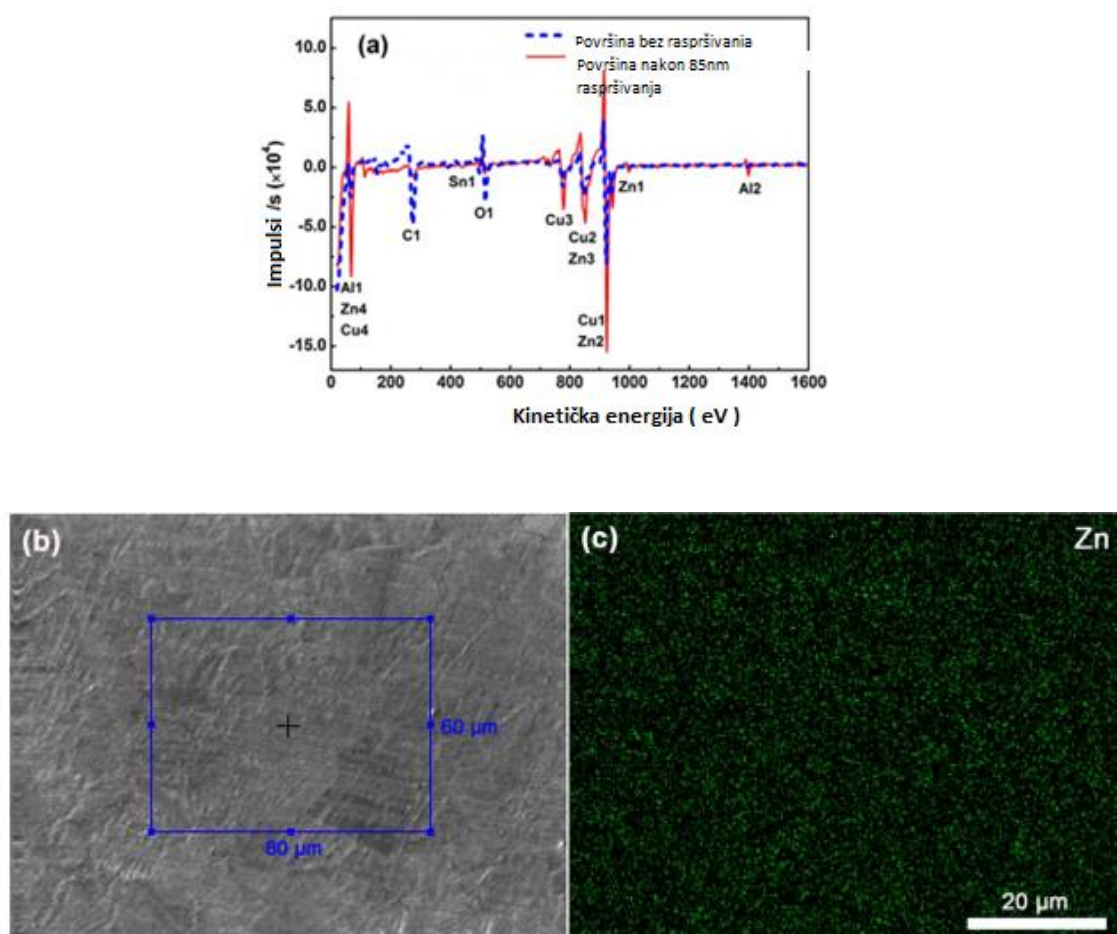 (a)
Površina bez raspršivania
Površina nakon 85nm
raspršivanja
10.0
5.0
0.0
-5.0
-10.0
-15.0
Impulsi /s (×10⁴)
Sn1
O1
C1
Al1
Zn4
Cu4
Cu3
Cu2
Zn3
Cu1
Zn2
Zn1
Al2
0 200 400 600 800 1000 1200 1400 1600
Kinetička energija ( eV )
(b)
60 µm
80 µm
(c)
Zn
20 µm